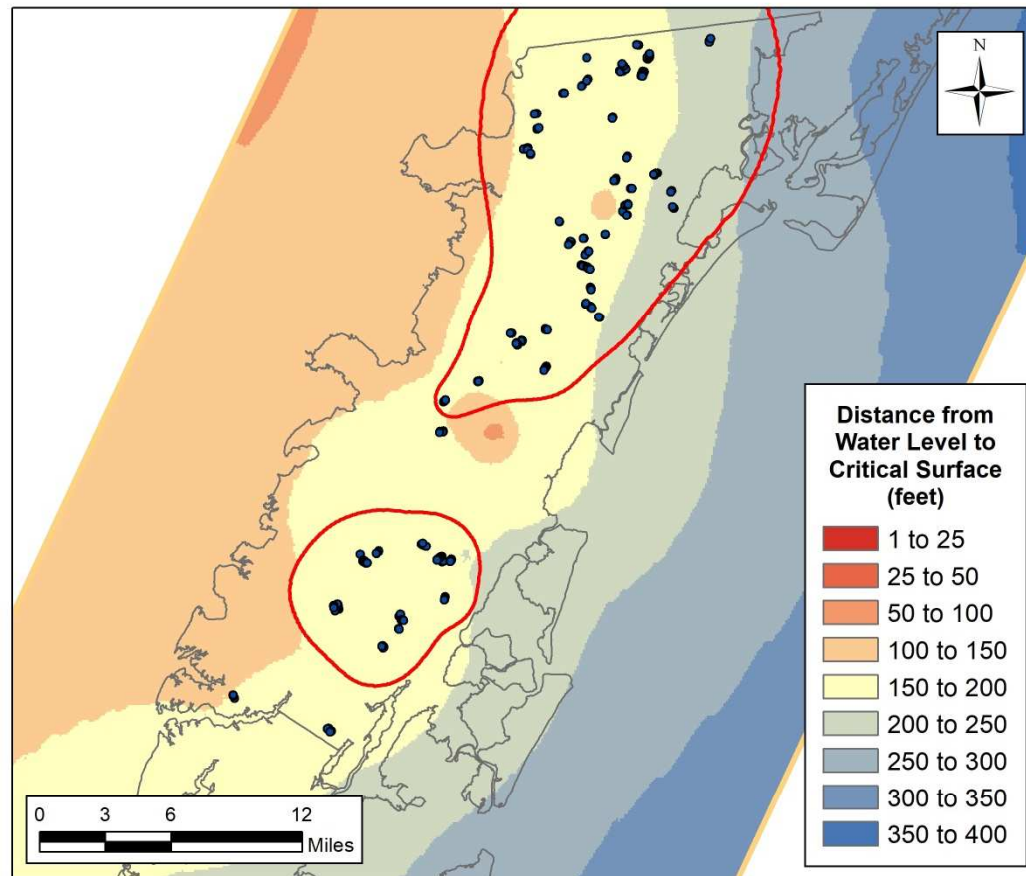 N
Distance from
Water Level to
Critical Surface
(feet)
1 to 25
25 to 50
50 to 100
100 to 150
150 to 200
200 to 250
250 to 300
300 to 350
350 to 400
0 3 6 12
Miles